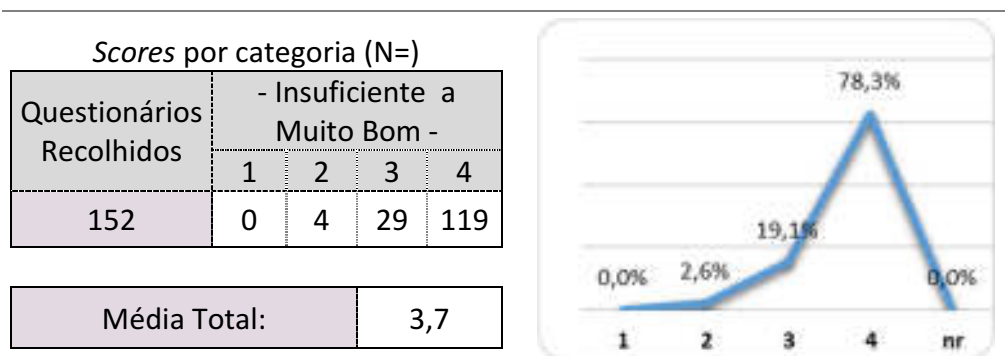 Scores por categoria (N=)
Questionários Recolhidos
- Insuficiente a
Muito Bom -
1 2 3 4
152 0 4 29 119
Média Total: 3,7
78,3%
19,1%
0,0% 2,6% 0,0%
1 2 3 4 nr